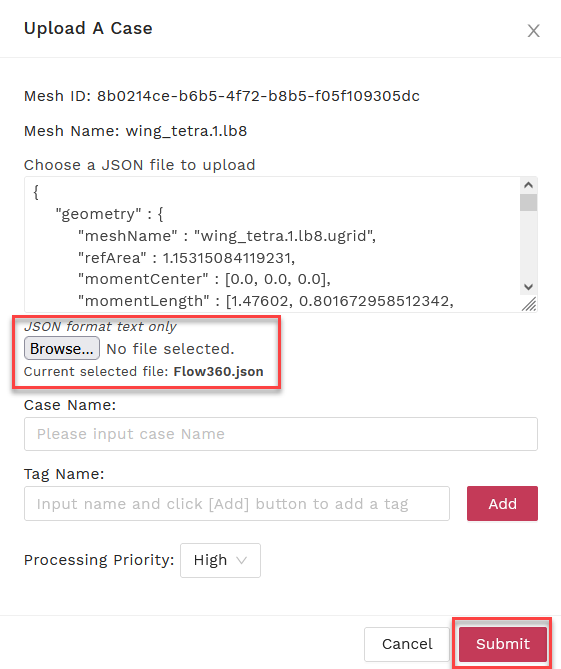 Upload A Case
Mesh ID: 8b0214ce-b6b5-4f72-b8b5-f05f109305dc
Mesh Name: wing_tetra.1.lb8
Choose a JSON file to upload
{
"geometry" : {
"meshName" : "wing_tetra.1.lb8.ugrid",
"refArea" : 1.15315084119231,
"momentCenter" : [0.0, 0.0, 0.0],
"momentLength" : [1.47602, 0.801672958512342,
JSON format text only
Browse... No file selected.
Current selected file: Flow360.json
Case Name:
Please input case Name
Tag Name:
Input name and click [Add] button to add a tag Add
Processing Priority: High
Cancel Submit